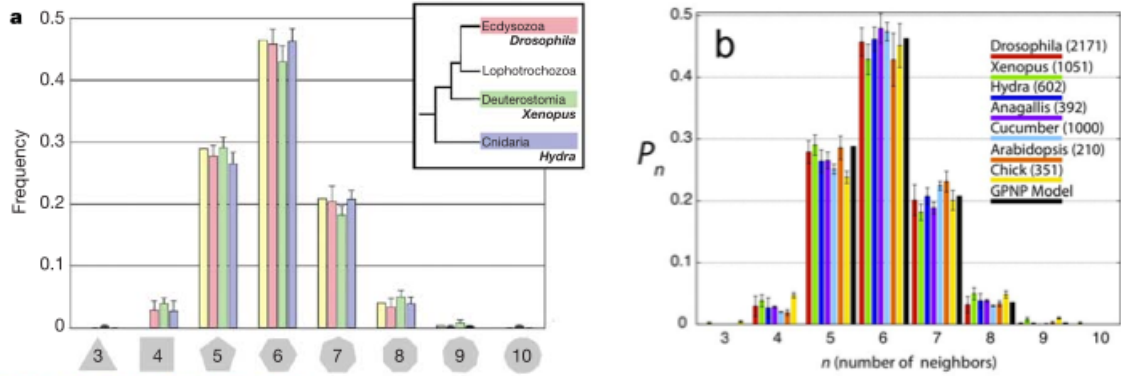 a
0.5
0.4
0.3
0.2
0.1
0
Frequency
3 4 5 6 7 8 9 10
Ecdysozoa
Drosophila
Lophotrochozoa
Deuterostomia
Xenopus
Cnidaria
Hydra
b
0.5
0.4
0.3
0.2
0.1
0
Pn
Drosophila (2171)
Xenopus (1051)
Hydra (602)
Anagallis (392)
Cucumber (1000)
Arabidopsis (210)
Chick (351)
GPNP Model
3 4 5 6 7 8 9 10
n (number of neighbors)